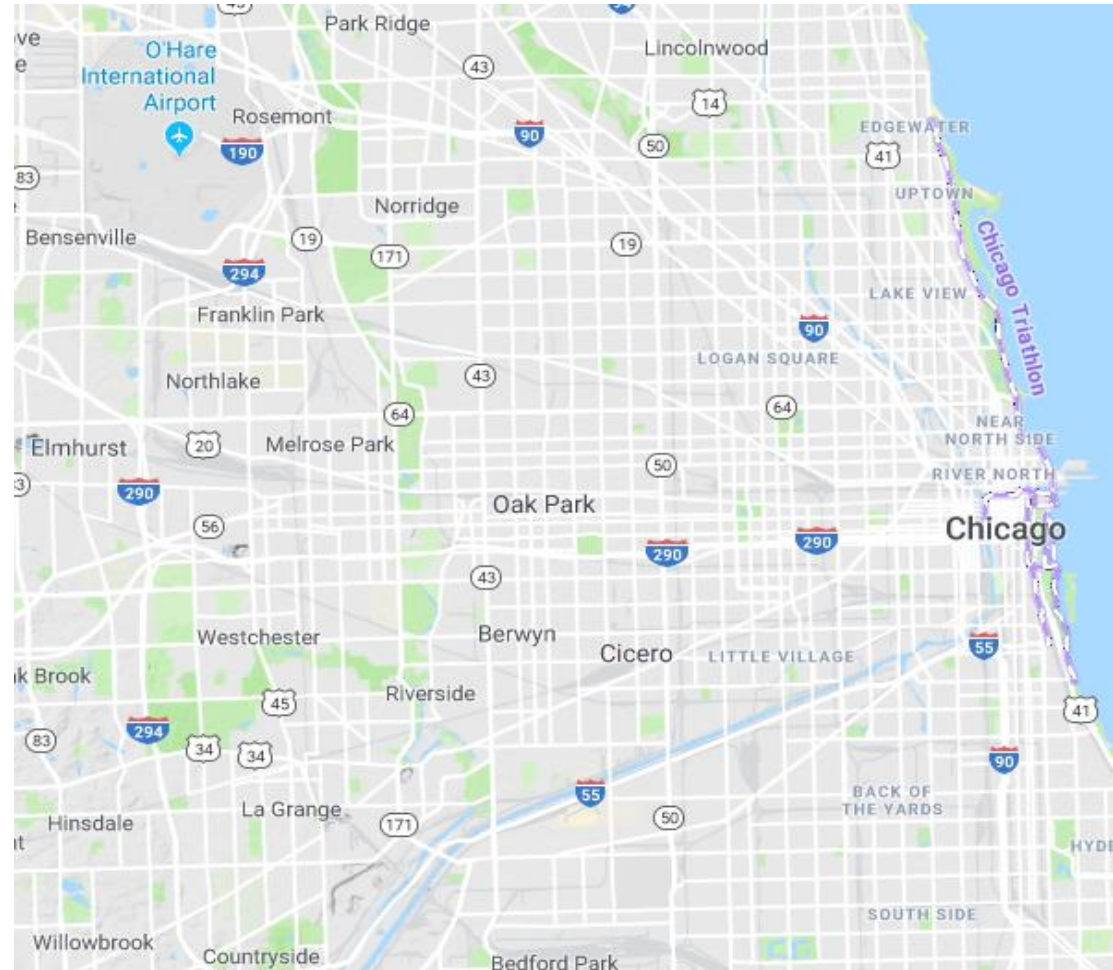 45
94
Park Ridge
Lincolnwood
43
O'Hare
International
Airport
14
Rosemont
190
90
50
EDGEWATER
41
83
UPTOWN
Norridge
Bensenville
19
171
19
294
Chicago Triathlon
LAKE VIEW
Franklin Park
90
LOGAN SQUARE
43
Northlake
64
64
NEAR
NORTH SIDE
Elmhurst
20
Melrose Park
50
RIVER NORTH
290
Oak Park
56
Chicago
290
290
43
Westchester
Berwyn
Cicero
LITTLE VILLAGE
55
k Brook
Riverside
45
41
294
83
34
34
90
55
La Grange
BACK OF
THE YARDS
Hinsdale
171
50
HYDE
SOUTH SIDE
Willowbrook
Countryside
Bedford Park